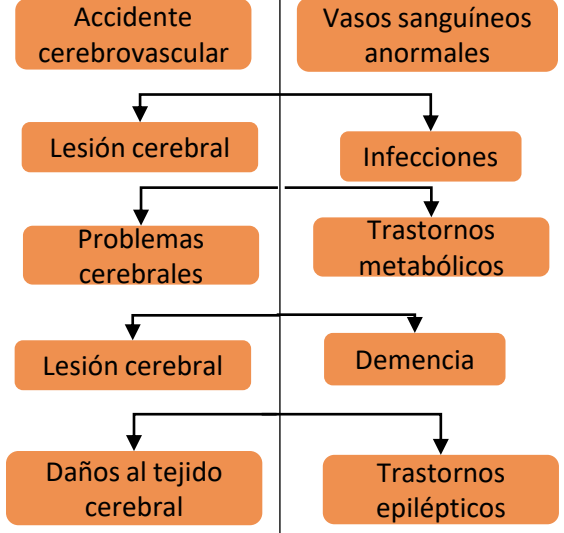 Accidente
cerebrovascular
Vasos sanguíneos
anormales
Lesión cerebral
Infecciones
Problemas
cerebrales
Trastornos
metabólicos
Lesión cerebral
Demencia
Daños al tejido
cerebral
Trastornos
epilépticos